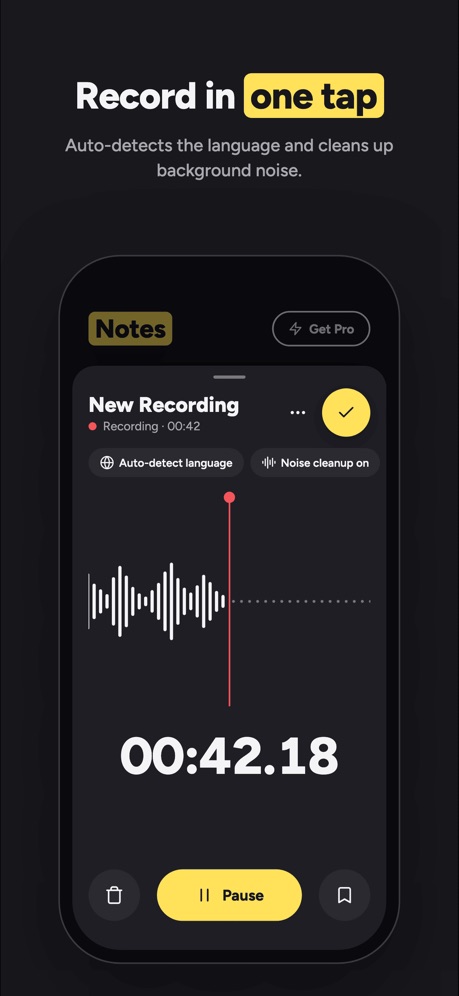 Record in one tap
Auto-detects the language and cleans up
background noise.
Notes
Get Pro
New Recording
Recording · 00:42
Auto-detect language
Noise cleanup on
00:42.18
Pause